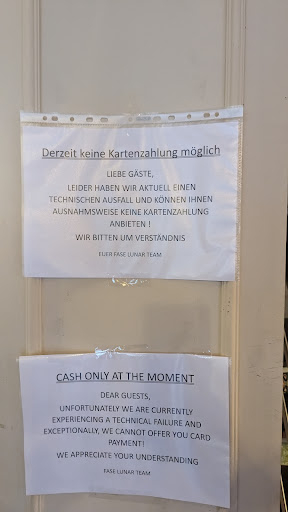 Derzeit keine Kartenzahlung möglich
LIEBE GÄSTE,
LEIDER HABEN WIR AKTUELL EINEN
TECHNISCHEN AUSFALL UND KÖNNEN IHNEN
AUSNAHMSWEISE KEINE KARTENZAHLUNG
ANBIETEN !
WIR BITTEN UM VERSTÄNDNIS
EUER FASE LUNAR TEAM
CASH ONLY AT THE MOMENT
DEAR GUESTS,
UNFORTUNATELY WE ARE CURRENTLY
EXPERIENCING A TECHNICAL FAILURE AND
EXCEPTIONALLY, WE CANNOT OFFER YOU CARD
PAYMENT!
WE APPRECIATE YOUR UNDERSTANDING
FASE LUNAR TEAM